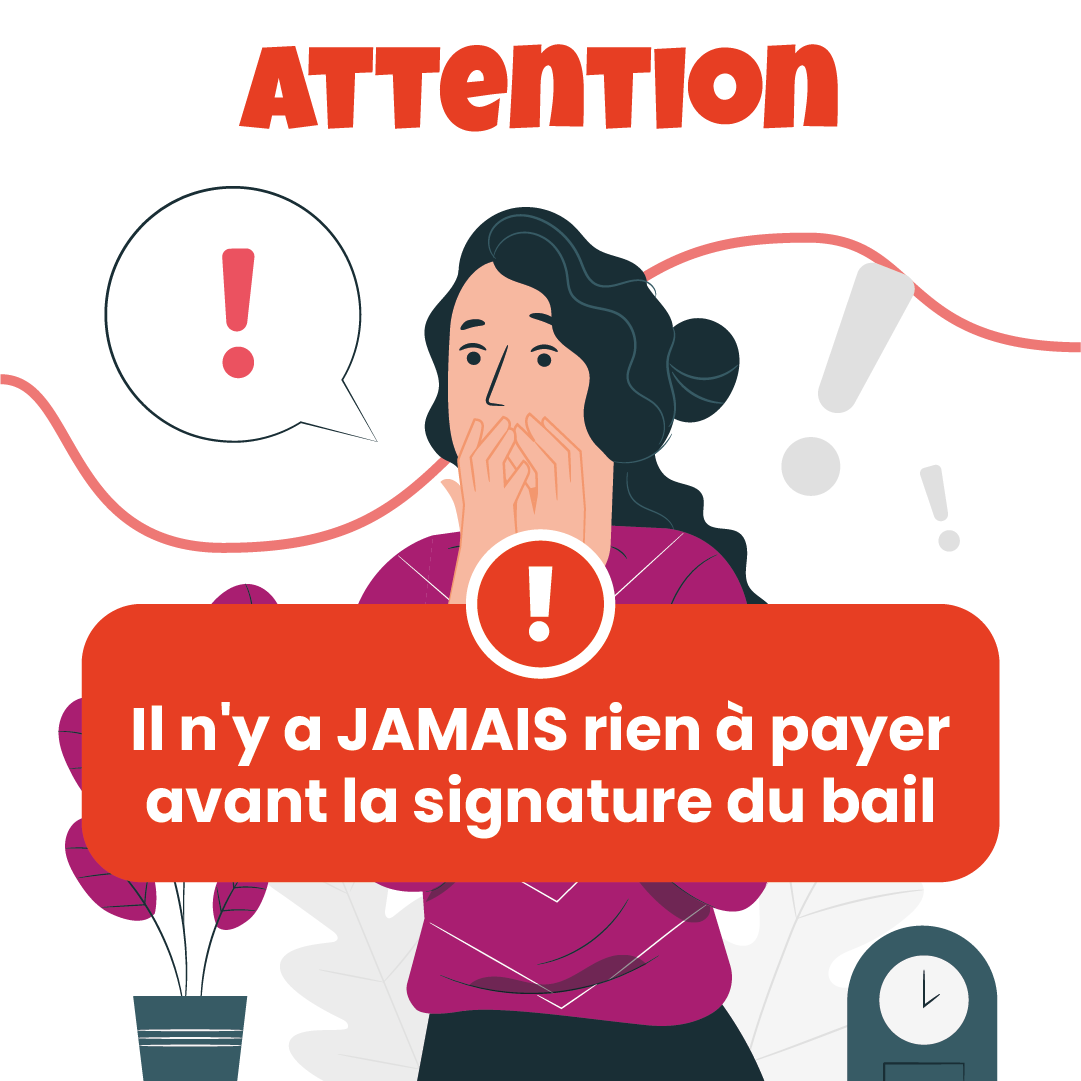 ATTenTION
!
!
Il n'y a JAMAIS rien à payer
avant la signature du bail